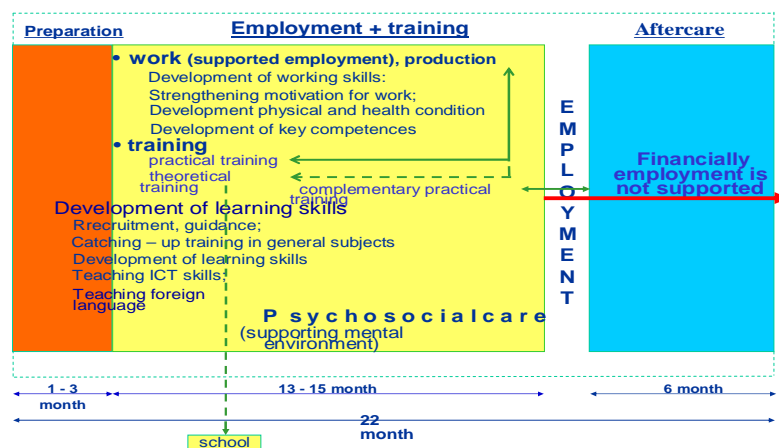 Preparation
Employment + training
Aftercare
• work (supported employment), production
Development of working skills:
Strengthening motivation for work;
Development physical and health condition
Development of key competences
• training
practical training
theoretical
training
complementary practical
training
Development of learning skills
Rrecruitment, guidance;
Catching – up training in general subjects
Development of learning skills
Teaching ICT skills;
Teaching foreign
language
P s y c h o s o c i a l c a r e
(supporting mental
environment)
E
M
P
L
O
Y
M
E
N
T
Financially
employment is
not supported
1 - 3
month
13 - 15 month
6 month
22
month
school